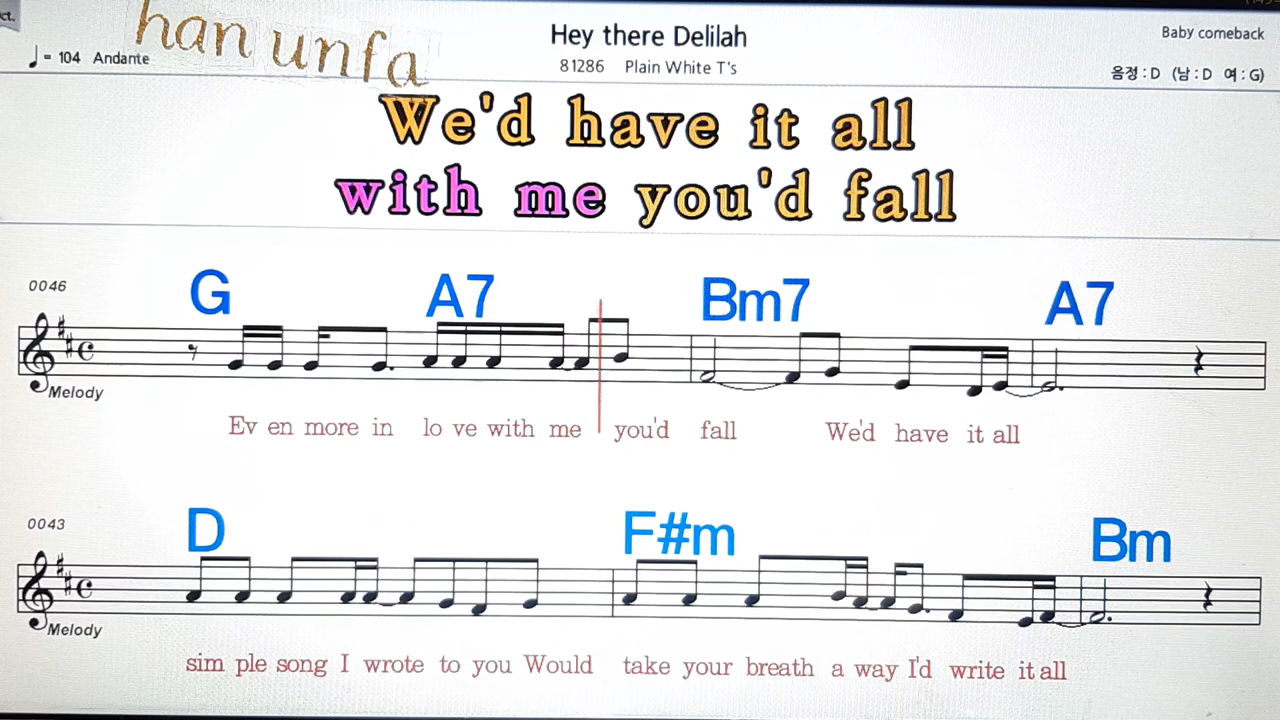 ct.
han unfa
Hey there Delilah
Baby comeback
♩= 104 Andante
81286 Plain White T's
음정 : D (남 : D 여 : G)
We'd have it all
with me you'd fall
0046
G A7 Bm7 A7
Melody
Ev en more in lo ve with me you'd fall We'd have it all
0043
D F#m Bm
Melody
sim ple song I wrote to you Would take your breath a way I'd write it all